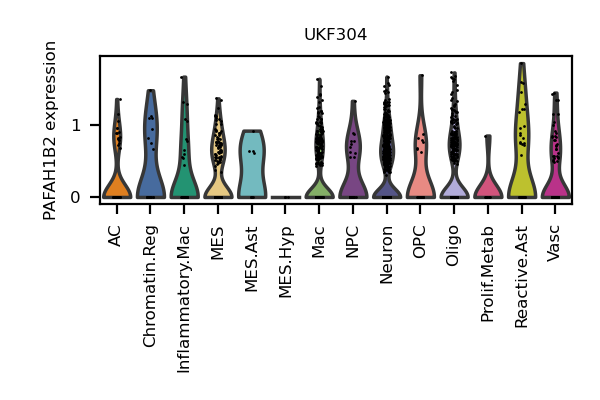 UKF304
PAFAH1B2 expression
1
0
AC
Chromatin.Reg
Inflammatory.Mac
MES
MES.Ast
MES.Hyp
Mac
NPC
Neuron
OPC
Oligo
Prolif.Metab
Reactive.Ast
Vasc